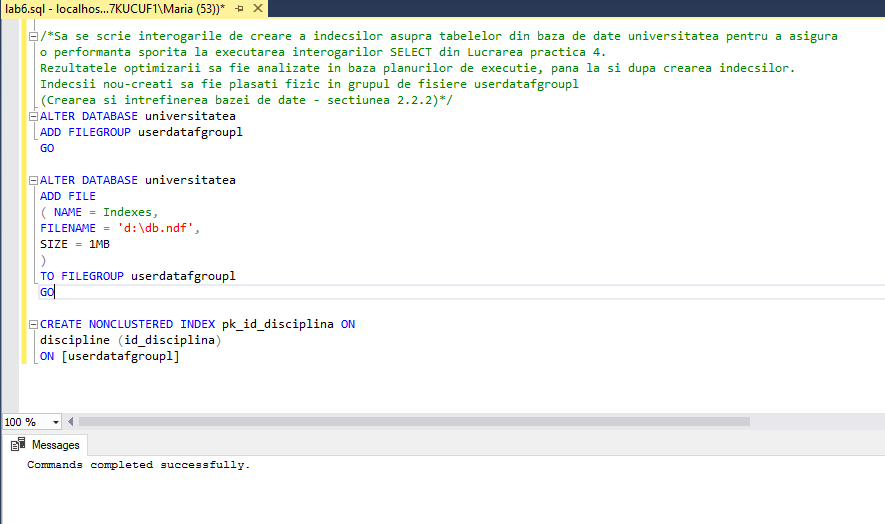 lab6.sql - localhos...7KUCUF1\Maria (53))*
/*Sa se scrie interogarile de creare a indecsilor asupra tabelelor din baza de date universitatea pentru a asigura
o performanta sporita la executarea interogarilor SELECT din Lucrarea practica 4.
Rezultatele optimizarii sa fie analizate in baza planurilor de executie, pana la si dupa crearea indecsilor.
Indecsii nou-creati sa fie plasati fizic in grupul de fisiere userdatafgroupl
(Crearea si intrefinerea bazei de date - sectiunea 2.2.2)*/
ALTER DATABASE universitatea
ADD FILEGROUP userdatafgroupl
GO
ALTER DATABASE universitatea
ADD FILE
( NAME = Indexes,
FILENAME = 'd:\db.ndf',
SIZE = 1MB
)
TO FILEGROUP userdatafgroupl
GO
CREATE NONCLUSTERED INDEX pk_id_disciplina ON
discipline (id_disciplina)
ON [userdatafgroupl]
100 %
Messages
Commands completed successfully.